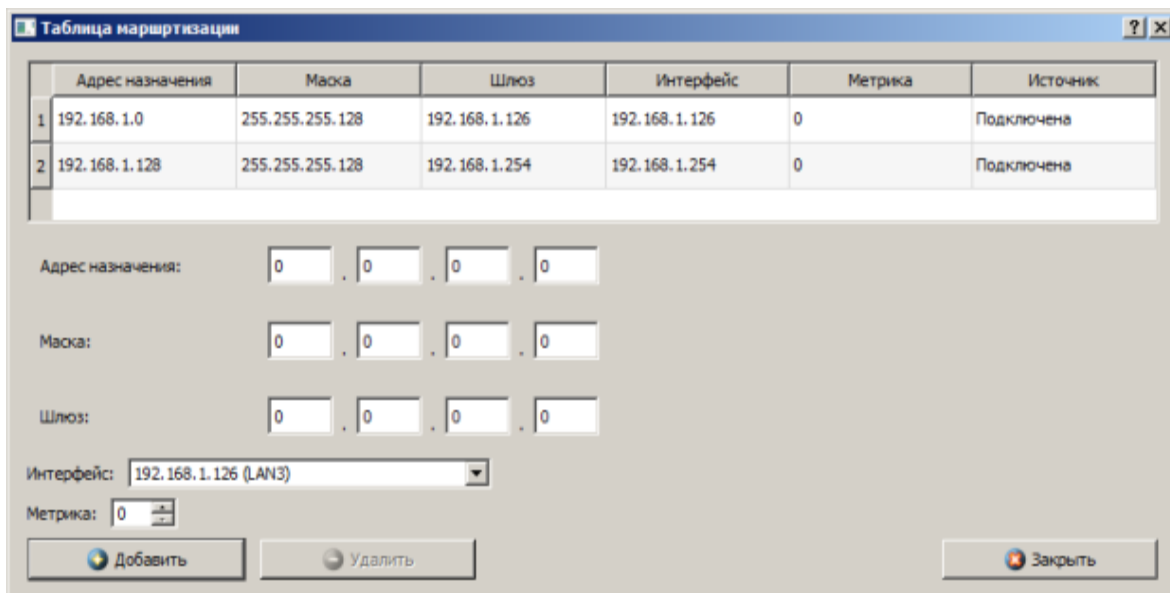 Таблица маршртизации
Адрес назначения Маска Шлюз Интерфейс Метрика Источник
1 192.168.1.0 255.255.255.128 192.168.1.126 192.168.1.126 0 Подключена
2 192.168.1.128 255.255.255.128 192.168.1.254 192.168.1.254 0 Подключена
Адрес назначения: 0 . 0 . 0 . 0
Маска: 0 . 0 . 0 . 0
Шлюз: 0 . 0 . 0 . 0
Интерфейс: 192.168.1.126 (LAN3)
Метрика: 0
Добавить Удалить Закрыть